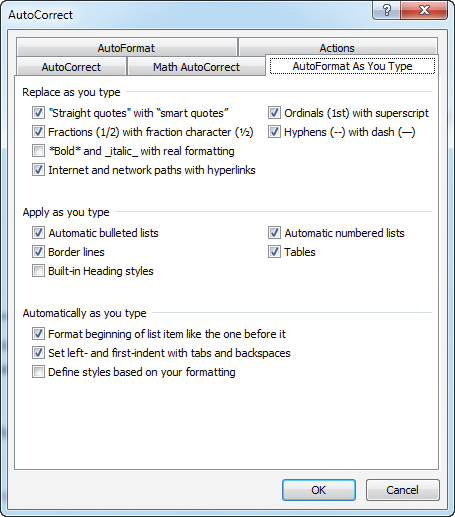 AutoCorrect
AutoFormat Actions
AutoCorrect Math AutoCorrect AutoFormat As You Type
Replace as you type
"Straight quotes" with “smart quotes” Ordinals (1st) with superscript
Fractions (1/2) with fraction character (½) Hyphens (--) with dash (—)
*Bold* and _italic_ with real formatting
Internet and network paths with hyperlinks
Apply as you type
Automatic bulleted lists Automatic numbered lists
Border lines Tables
Built-in Heading styles
Automatically as you type
Format beginning of list item like the one before it
Set left- and first-indent with tabs and backspaces
Define styles based on your formatting
OK Cancel